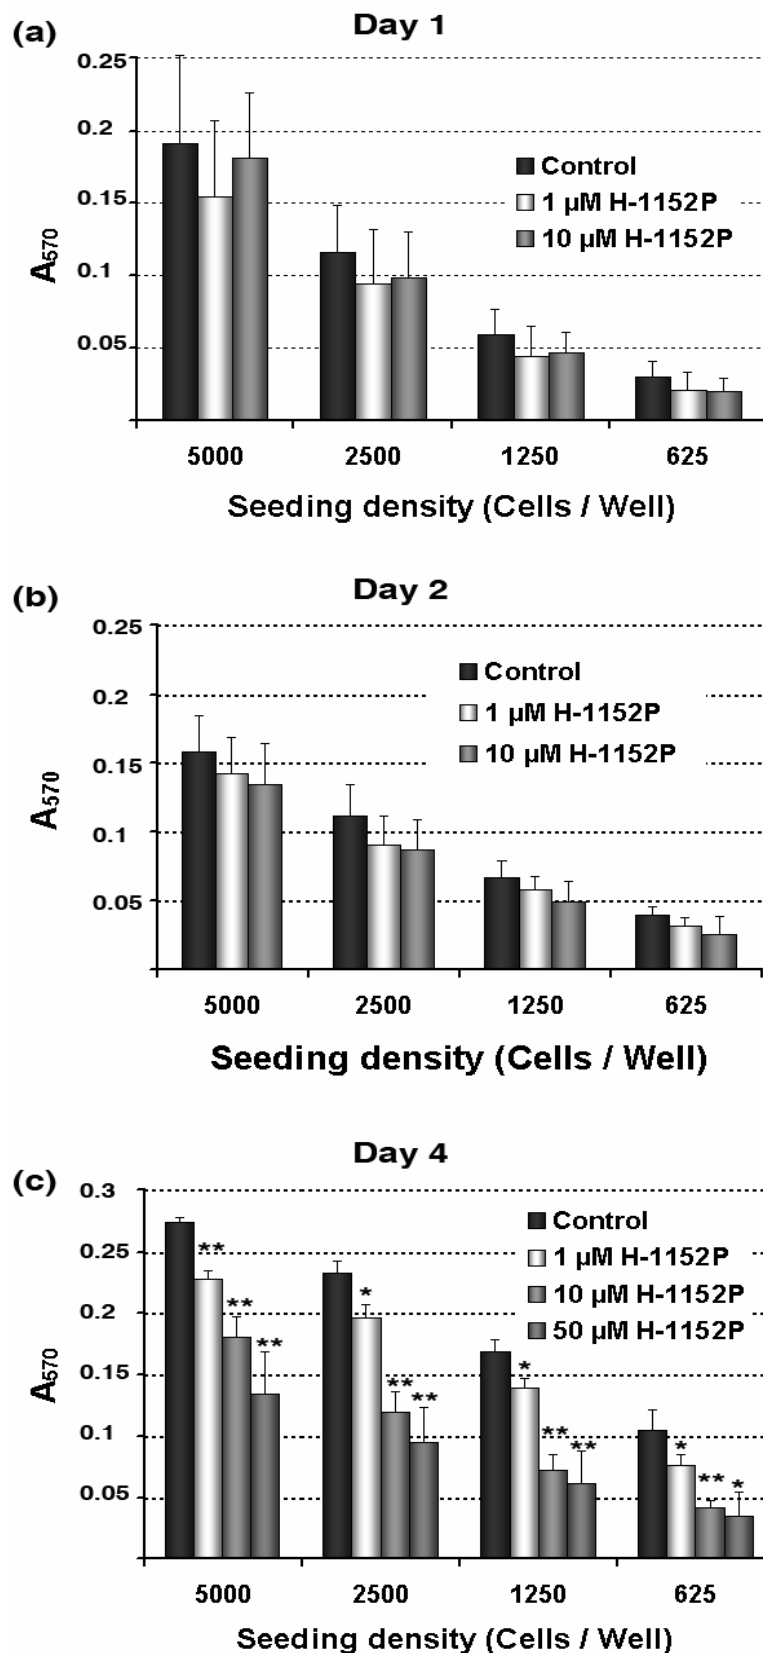 (a)
Day 1
0.25
0.2
0.15
0.1
0.05
A570
Control
1 µM H-1152P
10 µM H-1152P
5000 2500 1250 625
Seeding density (Cells / Well)
(b)
Day 2
0.25
0.2
0.15
0.1
0.05
A570
Control
1 µM H-1152P
10 µM H-1152P
5000 2500 1250 625
Seeding density (Cells / Well)
(c)
Day 4
0.3
0.25
0.2
0.15
0.1
0.05
A570
Control
1 µM H-1152P
10 µM H-1152P
50 µM H-1152P
** ** **
* ** **
* ** **
* ** *
5000 2500 1250 625
Seeding density (Cells / Well)